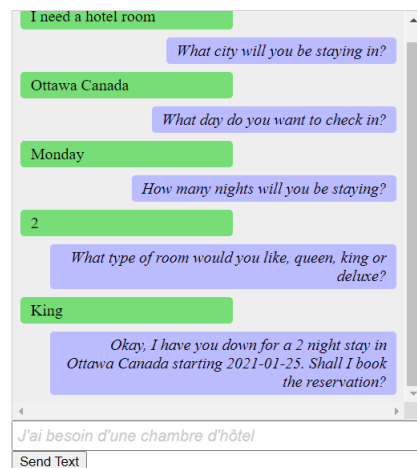 I need a hotel room
What city will you be staying in?
Ottawa Canada
What day do you want to check in?
Monday
How many nights will you be staying?
2
What type of room would you like, queen, king or
deluxe?
King
Okay, I have you down for a 2 night stay in
Ottawa Canada starting 2021-01-25. Shall I book
the reservation?
J'ai besoin d'une chambre d'hôtel
Send Text